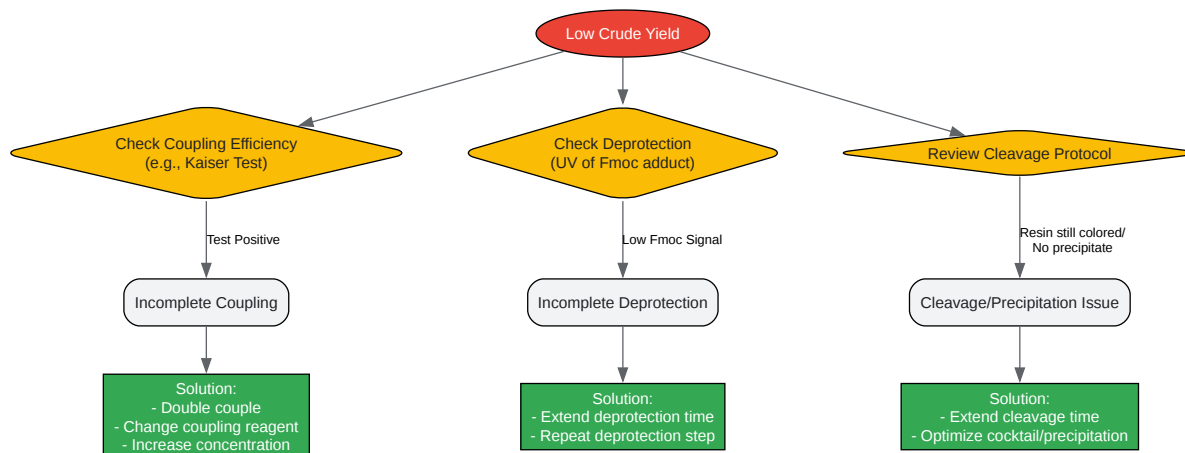 Low Crude Yield
Check Coupling Efficiency
(e.g., Kaiser Test)
Check Deprotection
(UV of Fmoc adduct)
Review Cleavage Protocol
Test Positive
Low Fmoc Signal
Resin still colored/
No precipitate
Incomplete Coupling
Incomplete Deprotection
Cleavage/Precipitation Issue
Solution:
- Double couple
- Change coupling reagent
- Increase concentration
Solution:
- Extend deprotection time
- Repeat deprotection step
Solution:
- Extend cleavage time
- Optimize cocktail/precipitation